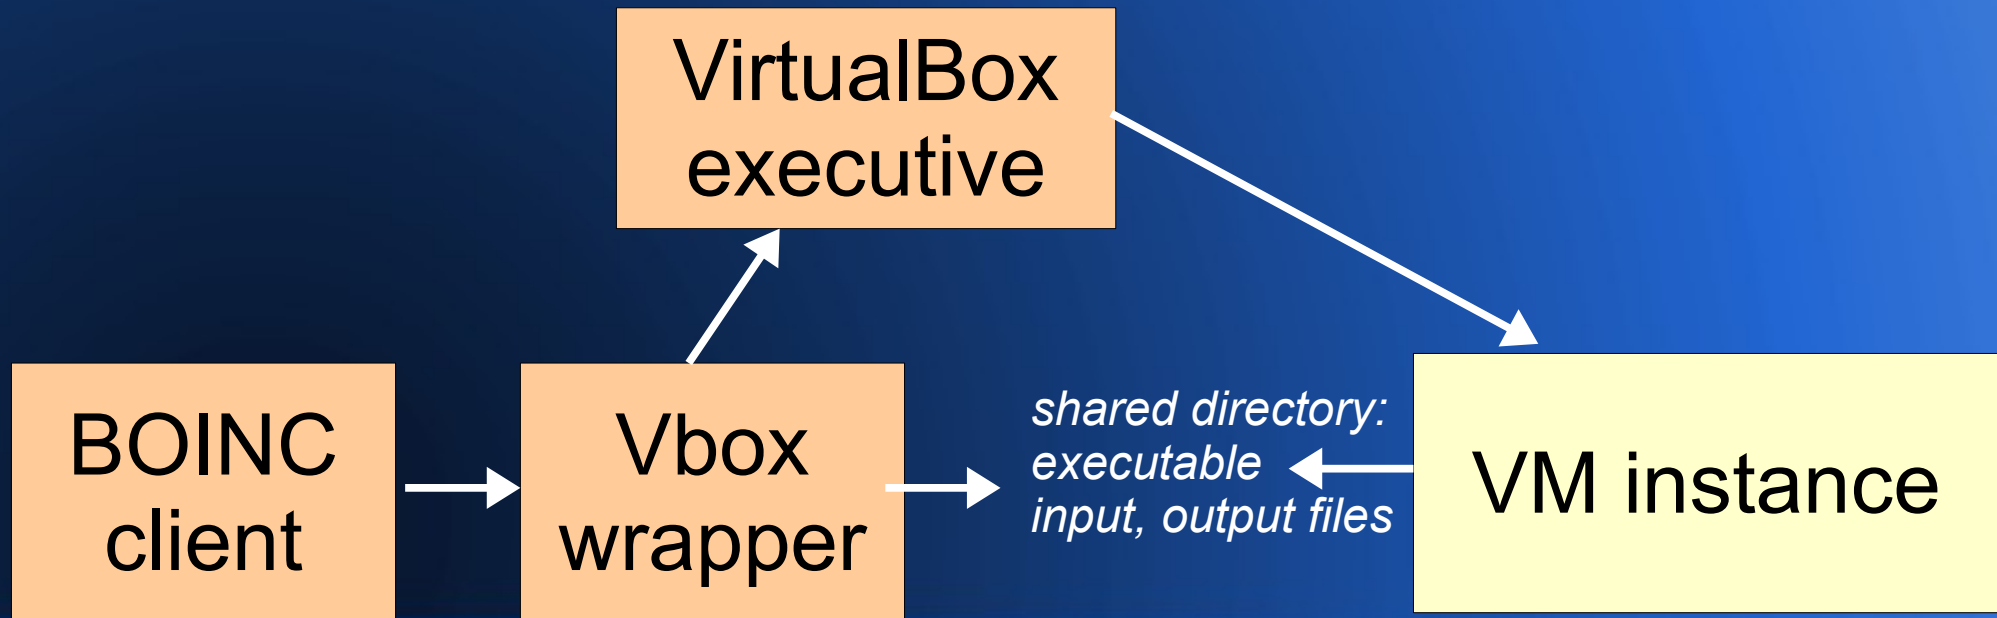 VirtualBox
executive
BOINC
client
Vbox
wrapper
shared directory:
executable
input, output files
VM instance